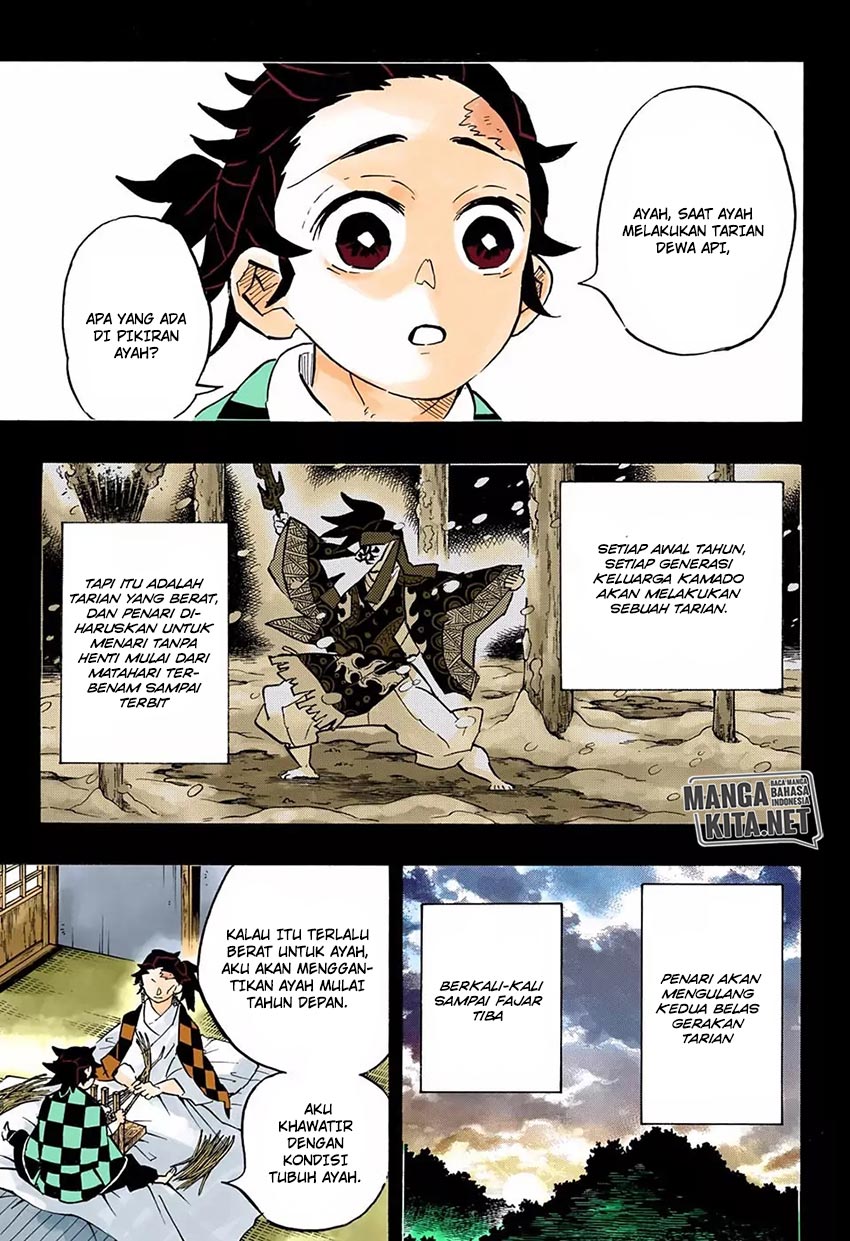 AYAH, SAAT AYAH
MELAKUKAN TARIAN
DEWA API,
APA YANG ADA
DI PIKIRAN
AYAH?
SETIAP AWAL TAHUN,
SETIAP GENERASI
KELUARGA KAMADO
AKAN MELAKUKAN
SEBUAH TARIAN.
TAPI ITU ADALAH
TARIAN YANG BERAT,
DAN PENARI DI-
HARUSKAN UNTUK
MENARI TANPA
HENTI MULAI DARI
MATAHARI TER-
BENAM SAMPAI
TERBIT
MANGA
KITA.NET
BACA MANGA
BAHASA
INDONESIA
PENARI AKAN
MENGULANG
KEDUA BELAS
GERAKAN
TARIAN
BERKALI-KALI
SAMPAI FAJAR
TIBA
KALAU ITU TERLALU
BERAT UNTUK AYAH,
AKU AKAN MENGGAN-
TIKAN AYAH MULAI
TAHUN DEPAN.
AKU
KHAWATIR
DENGAN
KONDISI
TUBUH AYAH.